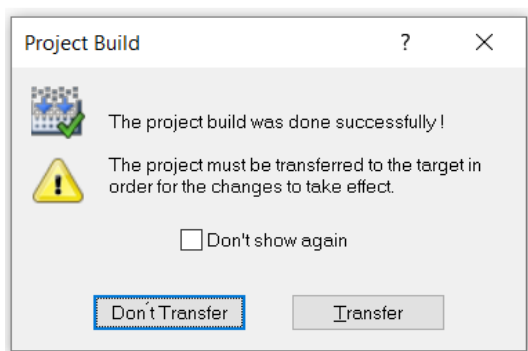 Project Build
?
The project build was done successfully !
The project must be transferred to the target in
order for the changes to take effect.
Don't show again
Don't Transfer
Transfer